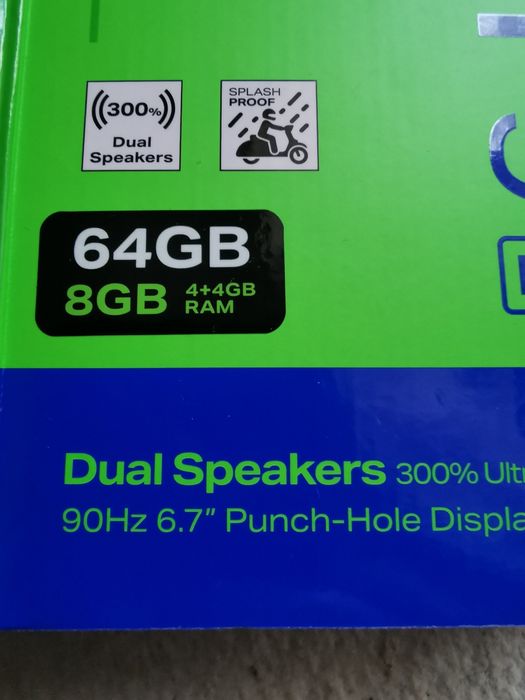 300%
Dual
Speakers
SPLASH
PROOF
64GB
8GB 4+4GB
RAM
Dual Speakers 300%
90Hz 6.7" Punch-Hole